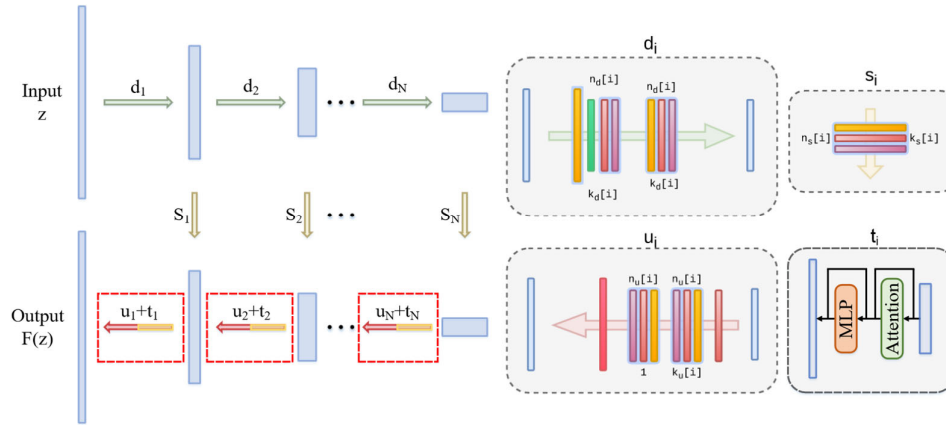 Input
z
d₁
d₂
...
dN
S₁
S₂
...
SN
Output
F(z)
u₁+t₁
u₂+t₂
...
uN+tN
di
nd[i]
nd[i]
kd[i]
kd[i]
si
ns[i]
ks[i]
ui
nu[i]
nu[i]
1
ku[i]
ti
MLP
Attention